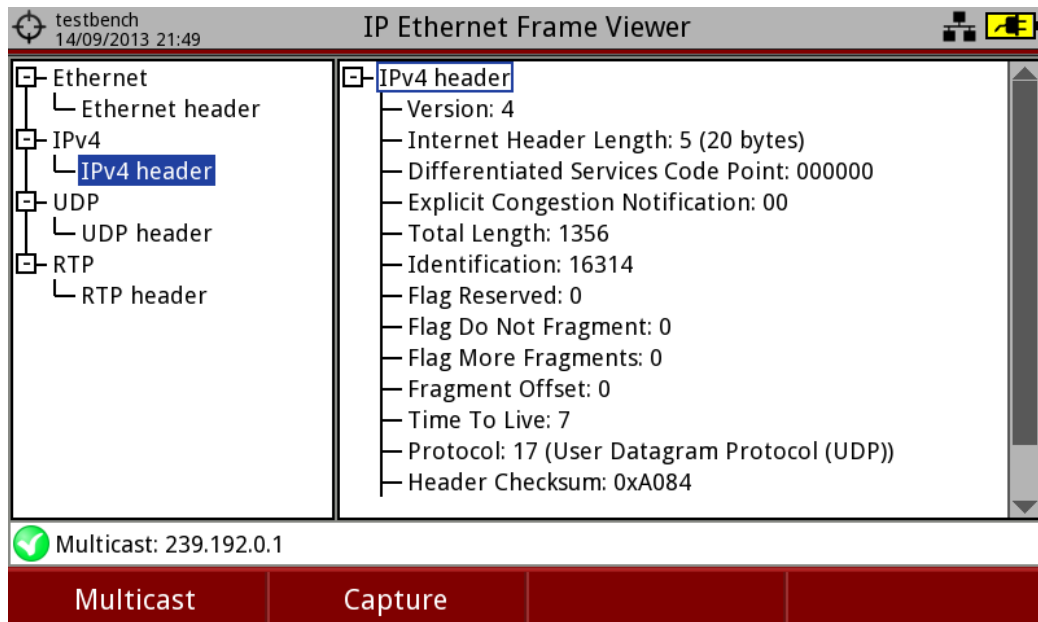 testbench
14/09/2013 21:49
IP Ethernet Frame Viewer
Ethernet
Ethernet header
IPv4
IPv4 header
UDP
UDP header
RTP
RTP header
IPv4 header
Version: 4
Internet Header Length: 5 (20 bytes)
Differentiated Services Code Point: 000000
Explicit Congestion Notification: 00
Total Length: 1356
Identification: 16314
Flag Reserved: 0
Flag Do Not Fragment: 0
Flag More Fragments: 0
Fragment Offset: 0
Time To Live: 7
Protocol: 17 (User Datagram Protocol (UDP))
Header Checksum: 0xA084
Multicast: 239.192.0.1
Multicast
Capture